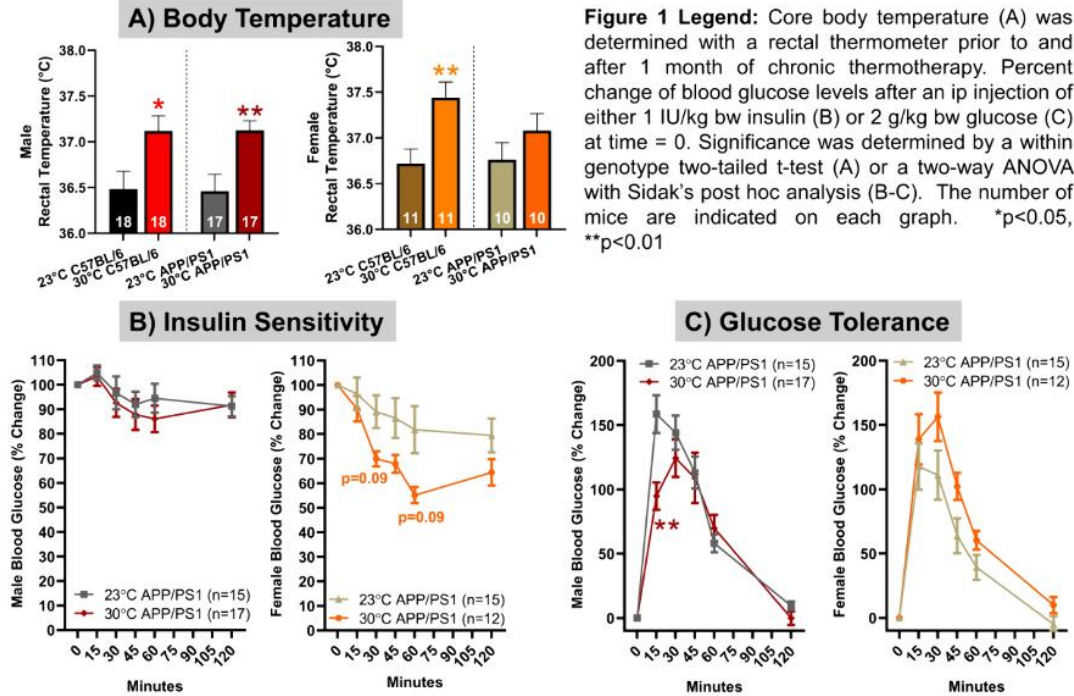 A) Body Temperature
Male
Rectal Temperature (°C)
38.0
37.5
37.0
36.5
36.0
*
**
18
18
17
17
23°C C57BL/6
30°C C57BL/6
23°C APP/PS1
30°C APP/PS1
Female
Rectal Temperature (°C)
38.0
37.5
37.0
36.5
36.0
**
11
11
10
10
23°C C57BL/6
30°C C57BL/6
23°C APP/PS1
30°C APP/PS1
Figure 1 Legend: Core body temperature (A) was
determined with a rectal thermometer prior to and
after 1 month of chronic thermotherapy. Percent
change of blood glucose levels after an ip injection of
either 1 IU/kg bw insulin (B) or 2 g/kg bw glucose (C)
at time = 0. Significance was determined by a within
genotype two-tailed t-test (A) or a two-way ANOVA
with Sidak's post hoc analysis (B-C). The number of
mice are indicated on each graph. *p<0.05,
**p<0.01
B) Insulin Sensitivity
Male Blood Glucose (% Change)
110
100
90
80
70
60
50
40
30
20
10
0
23°C APP/PS1 (n=15)
30°C APP/PS1 (n=17)
0
15
30
45
60
75
90
105
120
Minutes
Female Blood Glucose (% Change)
110
100
90
80
70
60
50
40
30
20
10
0
p=0.09
p=0.09
23°C APP/PS1 (n=15)
30°C APP/PS1 (n=12)
0
15
30
45
60
75
90
105
120
Minutes
C) Glucose Tolerance
Male Blood Glucose (% Change)
200
150
100
50
0
23°C APP/PS1 (n=15)
30°C APP/PS1 (n=17)
**
0
15
30
45
60
75
90
105
120
Minutes
Female Blood Glucose (% Change)
200
150
100
50
0
23°C APP/PS1 (n=15)
30°C APP/PS1 (n=12)
0
15
30
45
60
75
90
105
120
Minutes